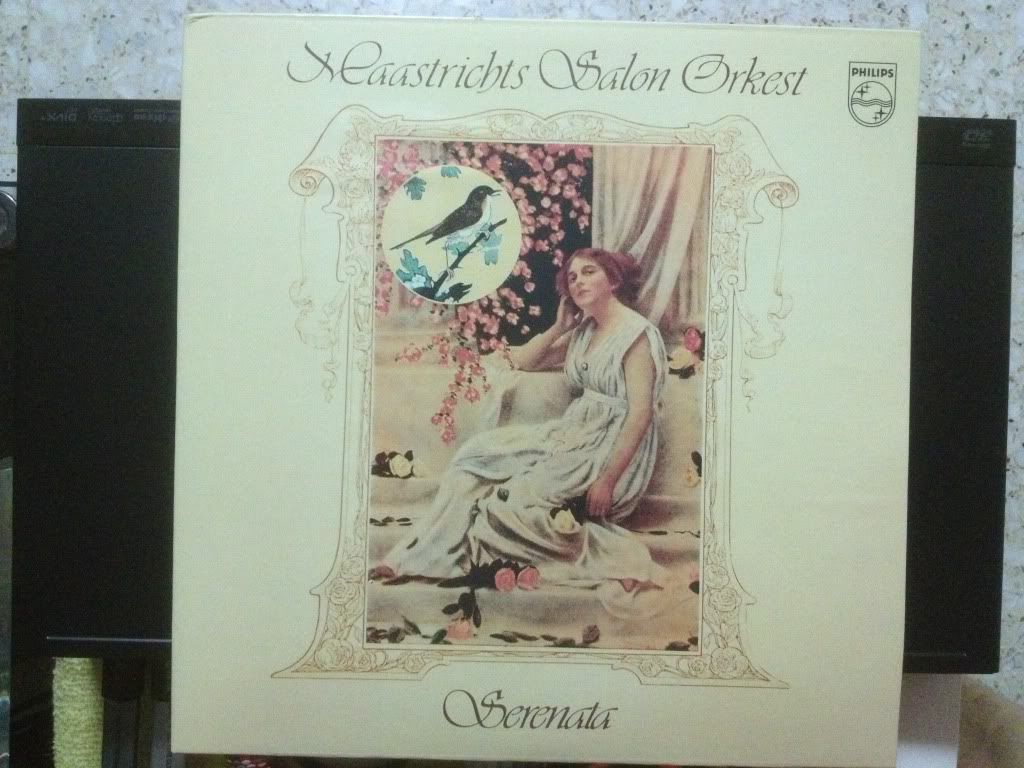 Maastrichts Salon Orkest
PHILIPS
Serenata